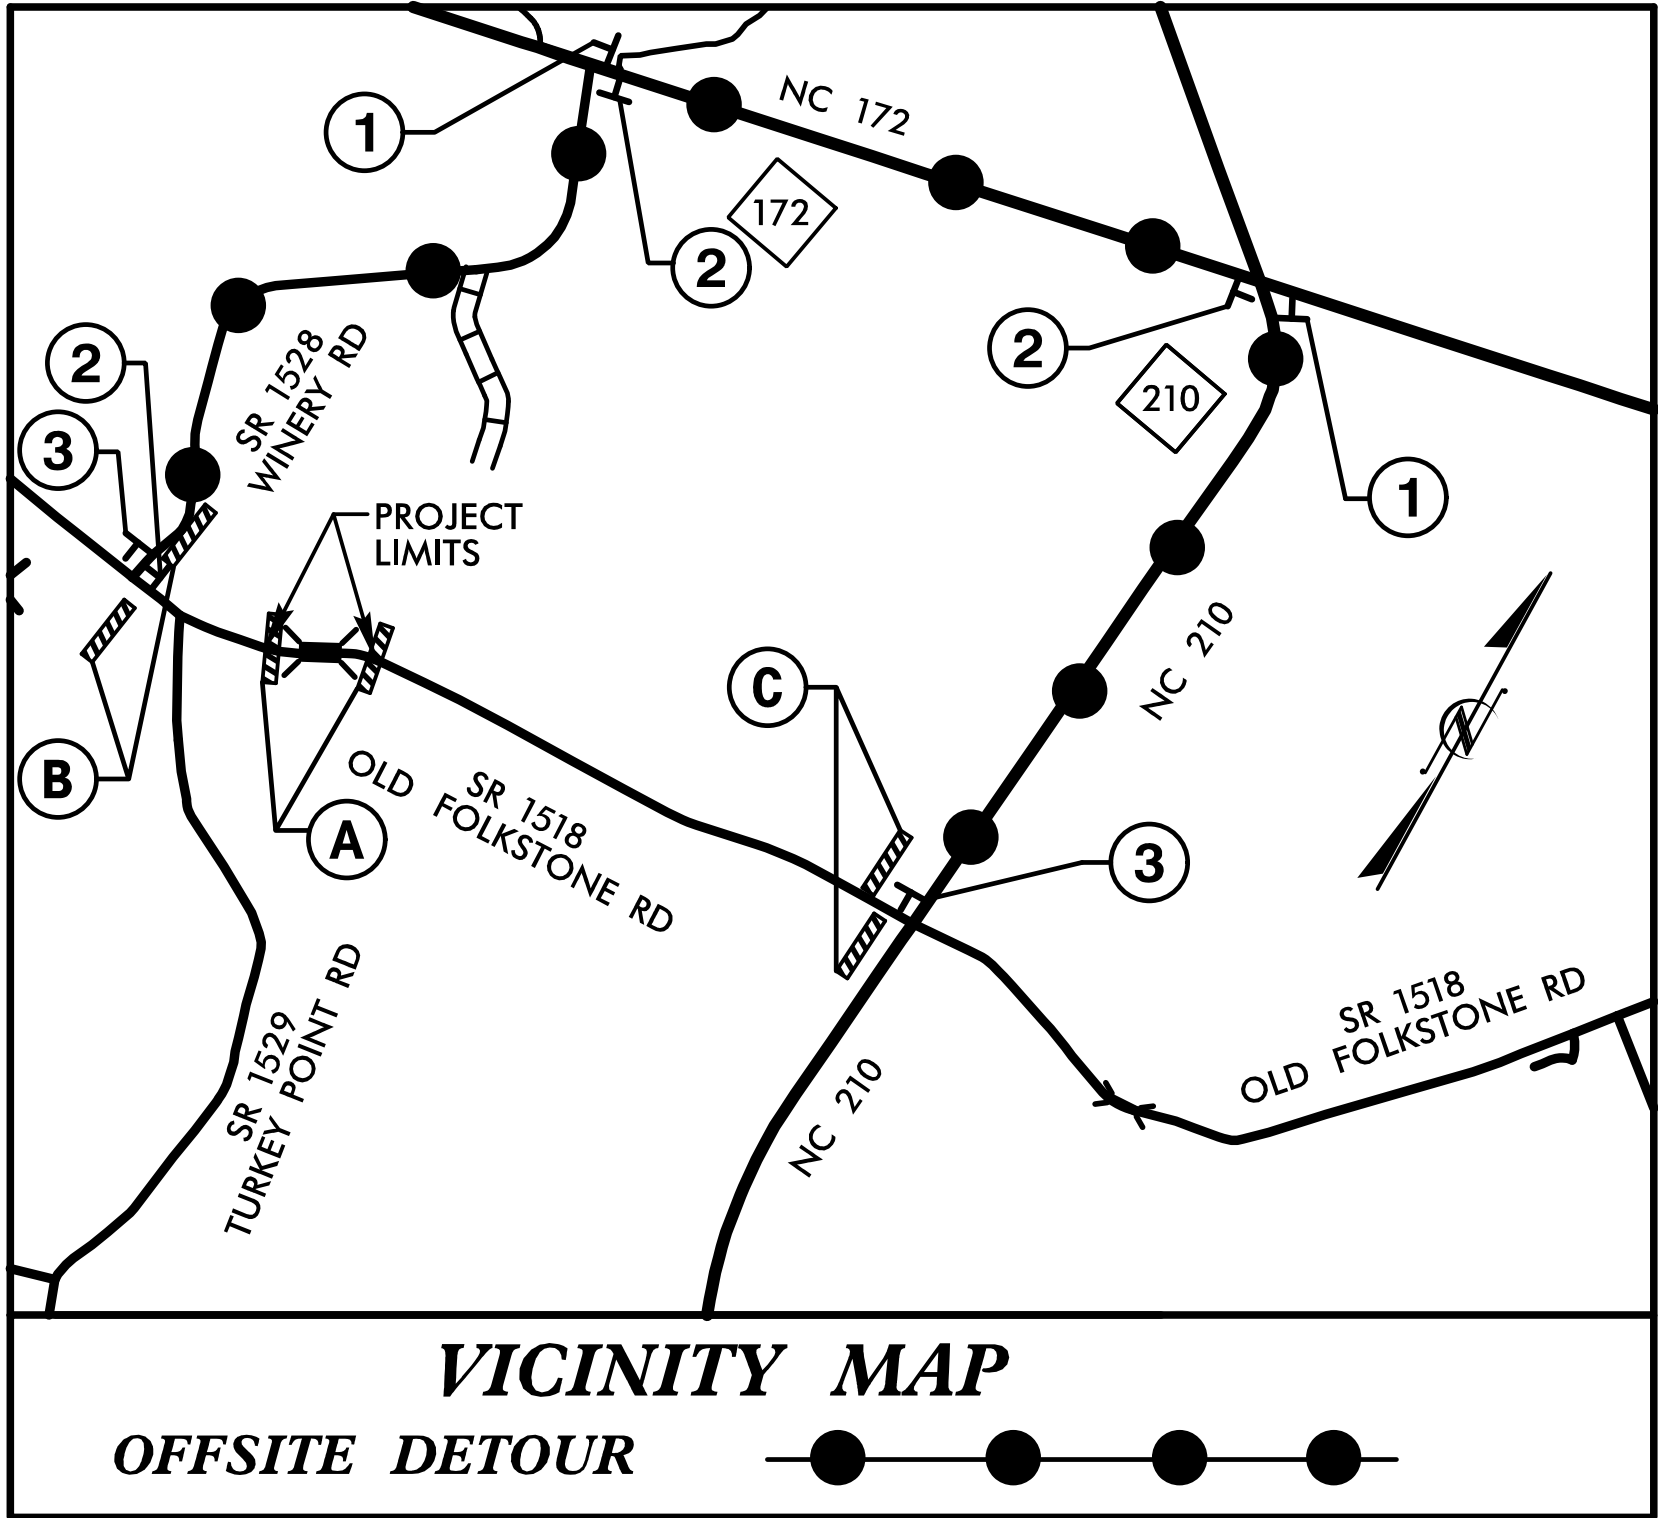 NC 172
1
172
2
2
210
2
SR 1528
WINERY RD
3
1
PROJECT
LIMITS
NC 210
C
B
SR 1518
OLD FOLKSTONE RD
A
3
SR 1529
TURKEY POINT RD
SR 1518
OLD FOLKSTONE RD
NC 210
N
VICINITY MAP
OFFSITE DETOUR